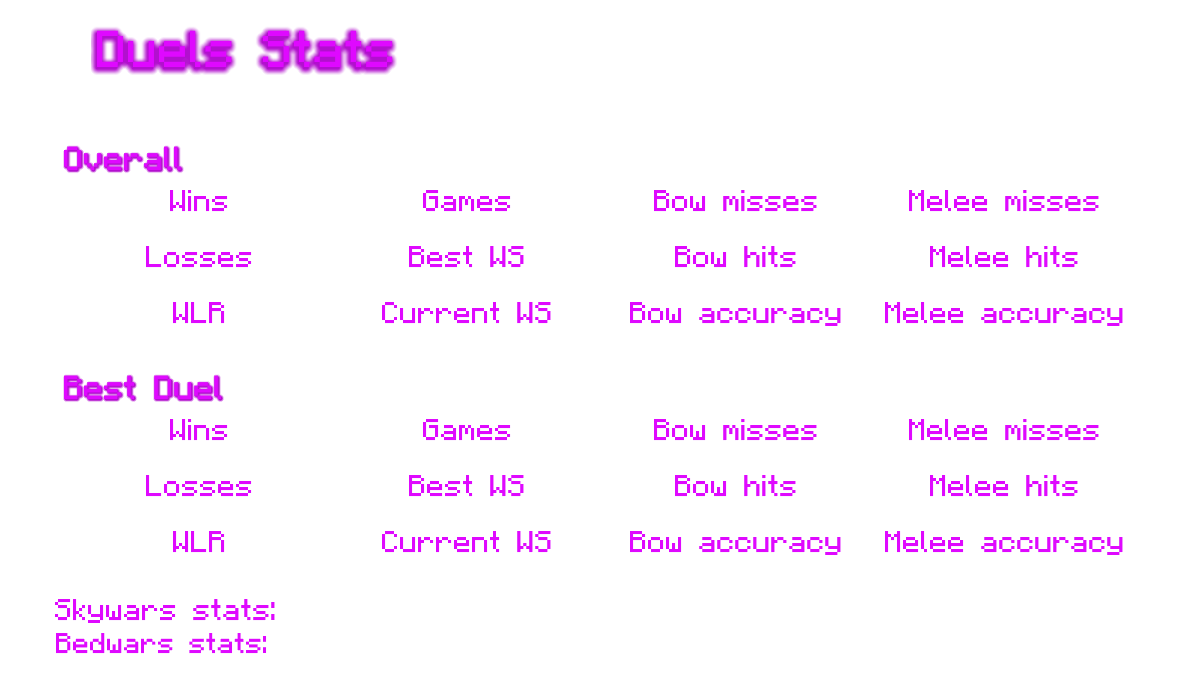 Duels Stats
Overall
Wins Games Bow misses Melee misses
Losses Best WS Bow hits Melee hits
WLR Current WS Bow accuracy Melee accuracy
Best Duel
Wins Games Bow misses Melee misses
Losses Best WS Bow hits Melee hits
WLR Current WS Bow accuracy Melee accuracy
Skywars stats:
Bedwars stats: